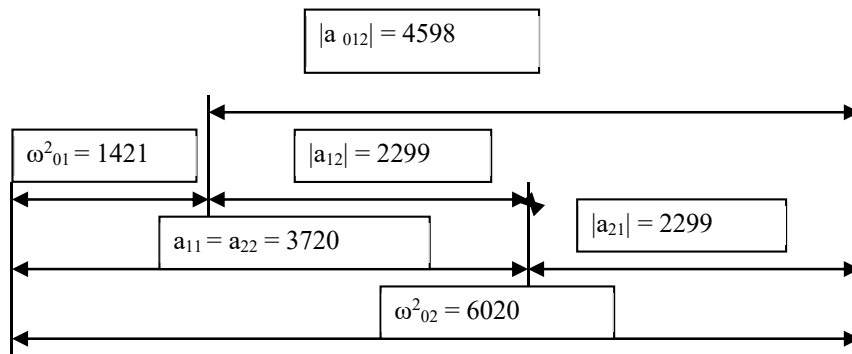 |a ₀₁₂| = 4598
ω²₀₁ = 1421
|a₁₂| = 2299
|a₂₁| = 2299
a₁₁ = a₂₂ = 3720
ω²₀₂ = 6020